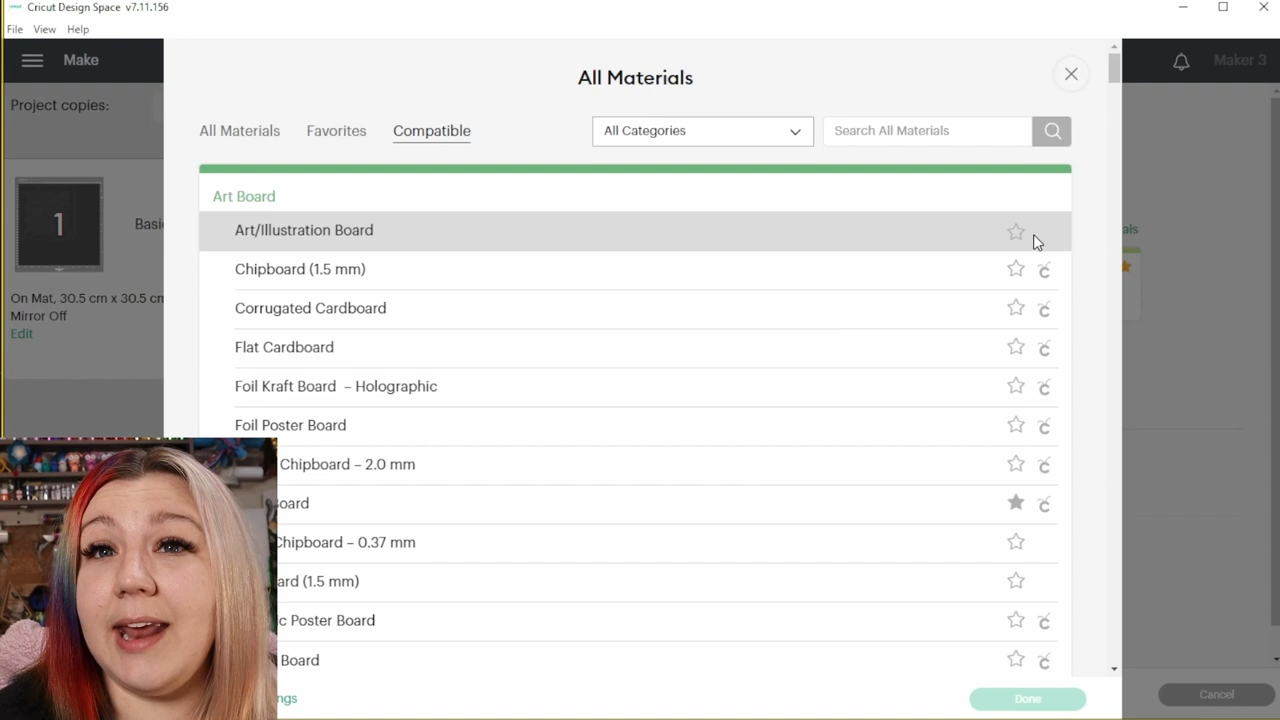 Cricut Design Space v7.11.156
File View Help
Make
Maker 3
Project copies:
All Materials
All Materials Favorites Compatible
All Categories
Search All Materials
Art Board
Art/Illustration Board
Chipboard (1.5 mm)
Corrugated Cardboard
Flat Cardboard
Foil Kraft Board – Holographic
Foil Poster Board
Chipboard – 2.0 mm
oard
Chipboard – 0.37 mm
ard (1.5 mm)
c Poster Board
Board
1
Basi
On Mat, 30.5 cm x 30.5 cm
Mirror Off
Edit
als
ngs
Done
Cancel